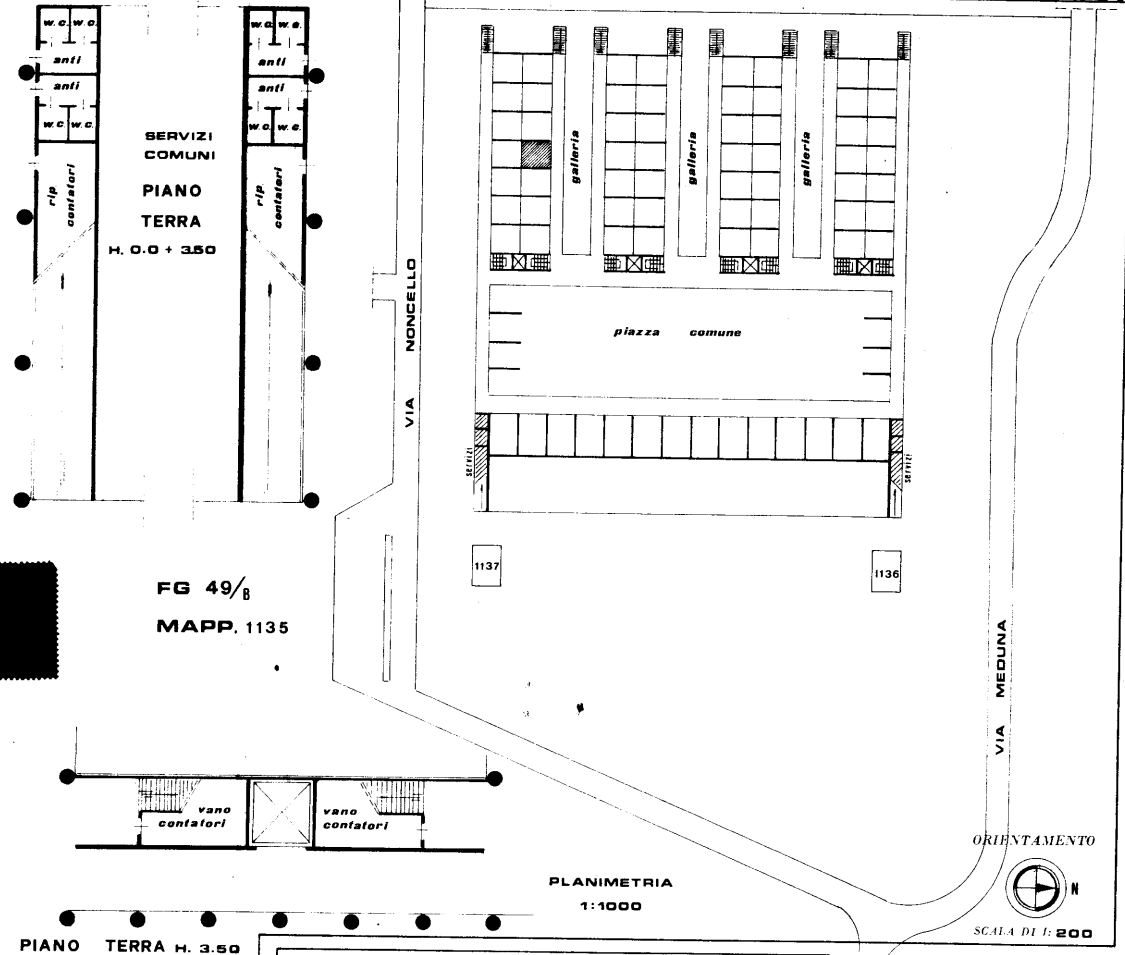 w.c. w.c.
anti
anti
w.c. w.c.
rip
contatori
SERVIZI
COMUNI
PIANO
TERRA
H. 0.0 + 3.50
w.c. w.c.
anti
anti
w.c. w.c.
rip
contatori
VIA NONCELLO
galleria
galleria
galleria
piazza comune
servizi
servizi
1137
1136
FG 49/B
MAPP. 1135
VIA MEDUNA
vano
contatori
vano
contatori
PLANIMETRIA
1:1000
PIANO TERRA H. 3.50
ORIENTAMENTO
N
SCALA DI 1: 200